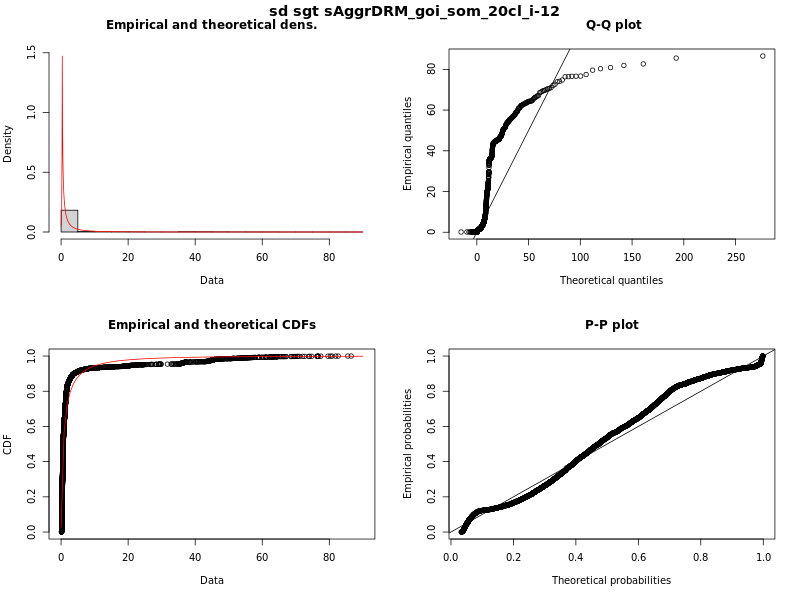 sd sgt sAggrDRM_goi_som_20cl_i-12
Empirical and theoretical dens.
Density
0.0 0.5 1.0 1.5
0 20 40 60 80
Data
Q-Q plot
Empirical quantiles
0 20 40 60 80
0 50 100 150 200 250
Theoretical quantiles
Empirical and theoretical CDFs
CDF
0.0 0.2 0.4 0.6 0.8 1.0
0 20 40 60 80
Data
P-P plot
Empirical probabilities
0.0 0.2 0.4 0.6 0.8 1.0
0.0 0.2 0.4 0.6 0.8 1.0
Theoretical probabilities